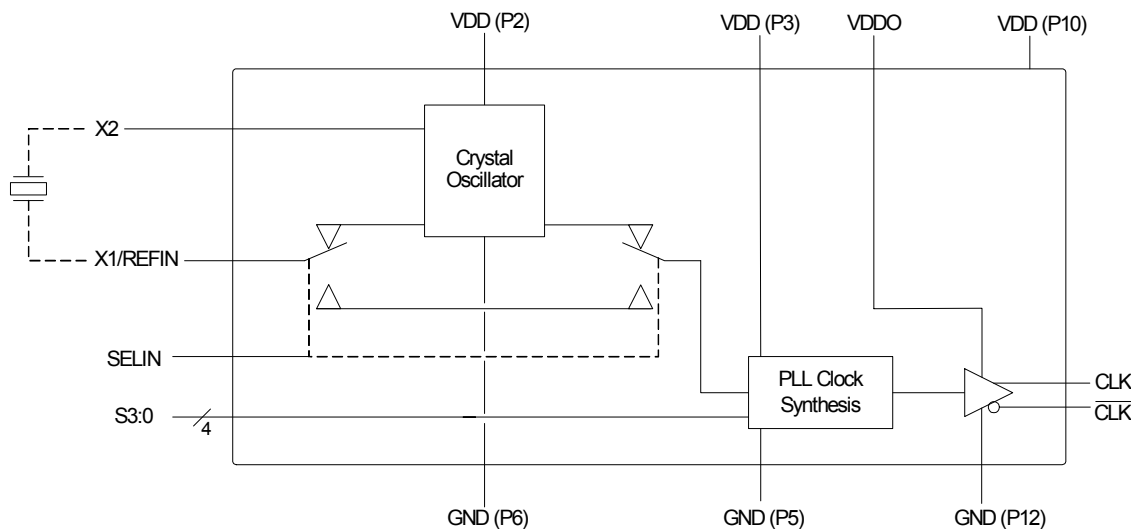 VDD (P2)
VDD (P3)
VDDO
VDD (P10)
X2
Crystal
Oscillator
X1/REFIN
SELIN
PLL Clock
Synthesis
CLK
CLK
S3:0
4
GND (P6)
GND (P5)
GND (P12)